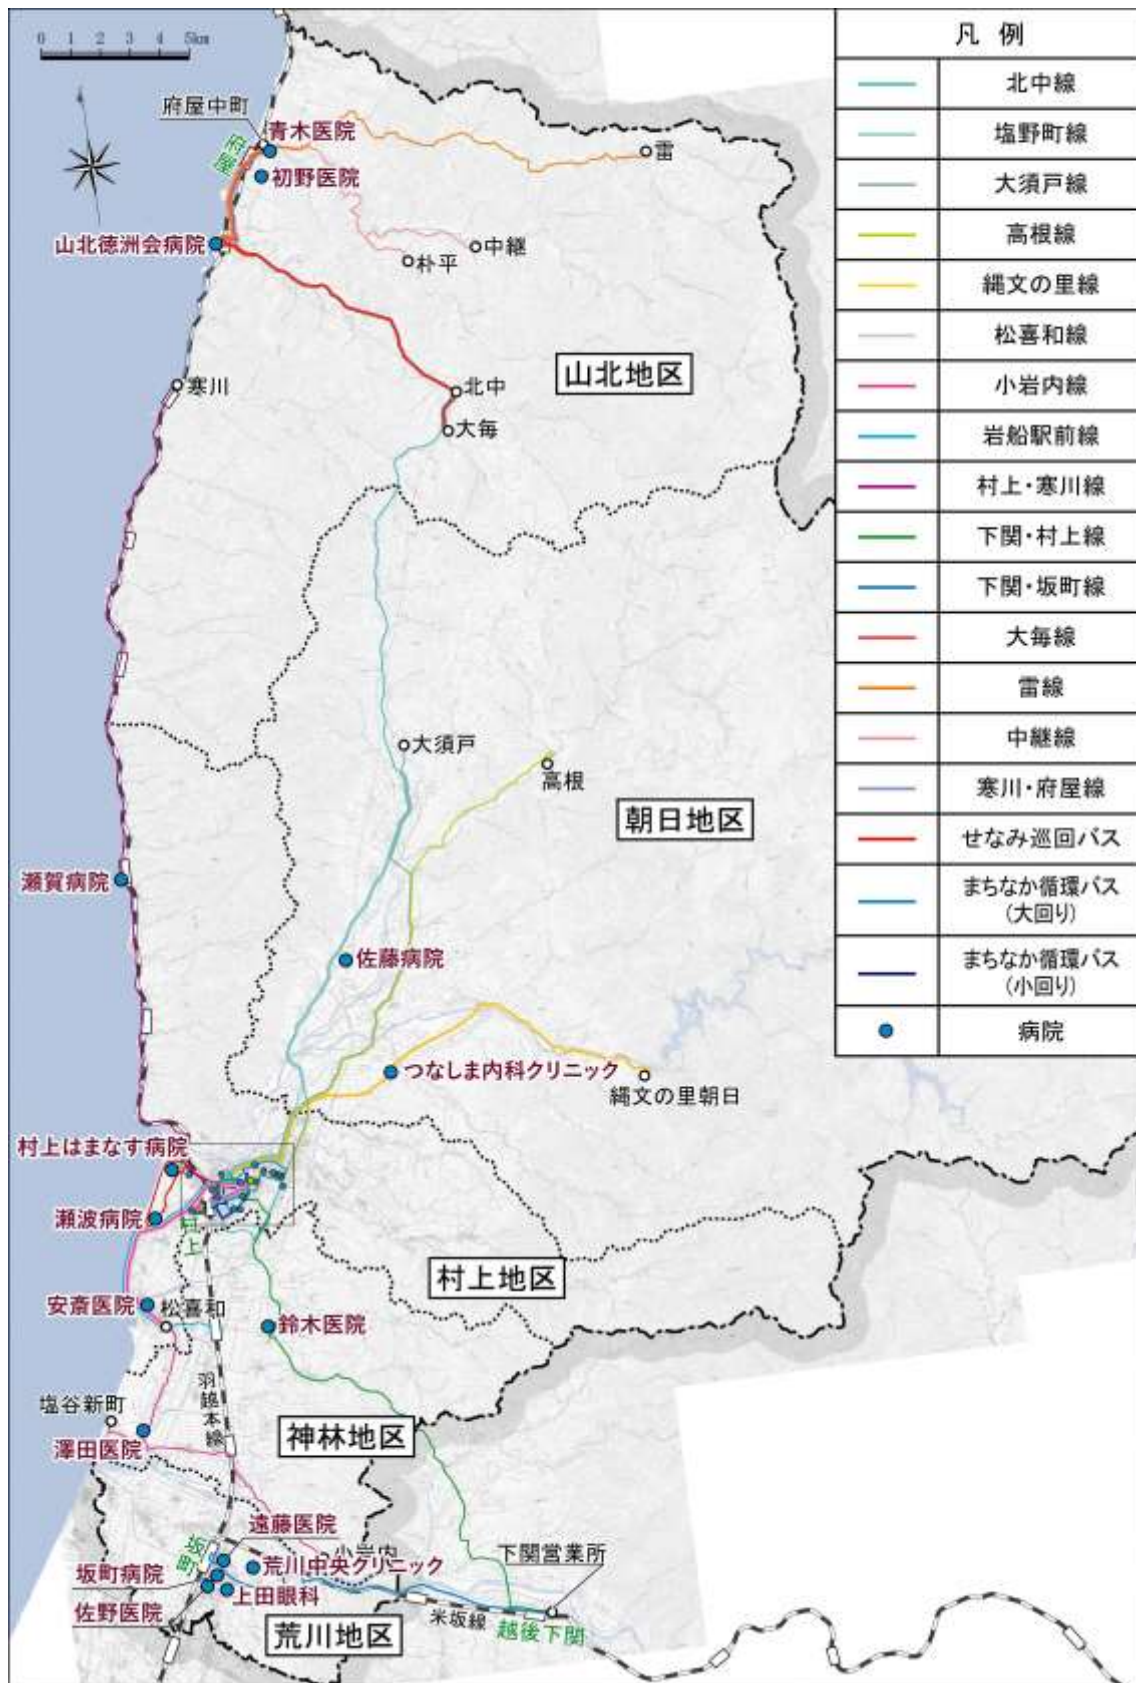 0 1 2 3 4 5km
府屋中町
青木医院
府屋
初野医院
雷
山北徳洲会病院
中継
朴平
山北地区
寒川
北中
大毎
大須戸
高根
朝日地区
瀬賀病院
佐藤病院
つなしま内科クリニック
縄文の里朝日
村上はまなす病院
瀬波病院
村上
村上地区
安斎医院
松喜和
鈴木医院
羽越本線
塩谷新町
神林地区
澤田医院
遠藤医院
坂町
小岩内
荒川中央クリニック
下関営業所
坂町病院
上田眼科
佐野医院
米坂線
越後下関
荒川地区
凡例
北中線
塩野町線
大須戸線
高根線
縄文の里線
松喜和線
小岩内線
岩船駅前線
村上・寒川線
下関・村上線
下関・坂町線
大毎線
雷線
中継線
寒川・府屋線
せなみ巡回バス
まちなか循環バス
(大回り)
まちなか循環バス
(小回り)
病院